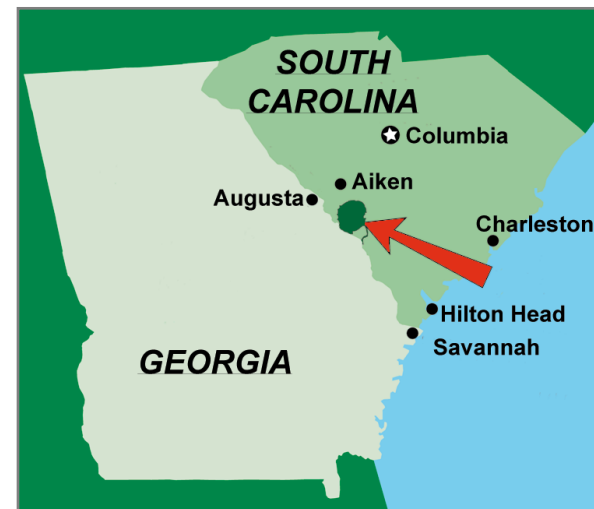 SOUTH
CAROLINA
Columbia
Aiken
Augusta
Charleston
Hilton Head
Savannah
GEORGIA